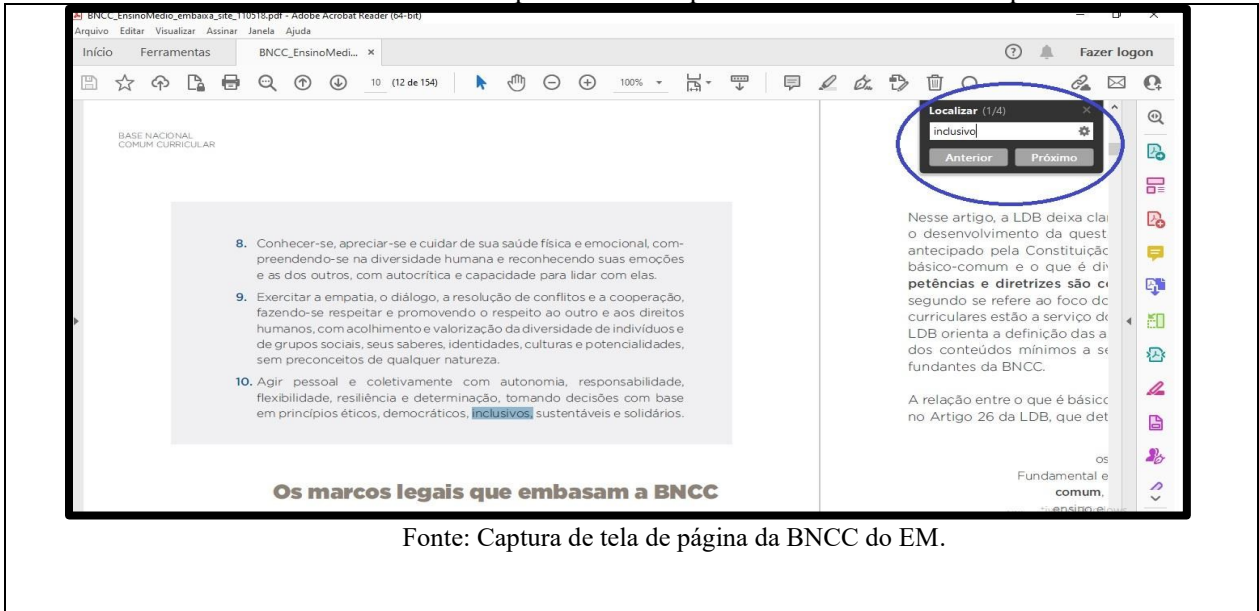 BNCC_EnsinoMedio_embaixa_site_110518.pdf - Adobe Acrobat Reader (64-bit)
Arquivo Editar Visualizar Assinar Janela Ajuda
Início Ferramentas BNCC_EnsinoMedi... × Fazer logon
10 (12 de 154) 100%
Localizar (1/4)
inclusivo
Anterior Próximo
BASE NACIONAL
COMUM CURRICULAR
8. Conhecer-se, apreciar-se e cuidar de sua saúde física e emocional, com-
preendendo-se na diversidade humana e reconhecendo suas emoções
e as dos outros, com autocrítica e capacidade para lidar com elas.
9. Exercitar a empatia, o diálogo, a resolução de conflitos e a cooperação,
fazendo-se respeitar e promovendo o respeito ao outro e aos direitos
humanos, com acolhimento e valorização da diversidade de indivíduos e
de grupos sociais, seus saberes, identidades, culturas e potencialidades,
sem preconceitos de qualquer natureza.
10. Agir pessoal e coletivamente com autonomia, responsabilidade,
flexibilidade, resiliência e determinação, tomando decisões com base
em princípios éticos, democráticos, inclusivos, sustentáveis e solidários.
Os marcos legais que embasam a BNCC
Nesse artigo, a LDB deixa
o desenvolvimento da
antecipado pela Constituição
básico-comum e o que é
petências e diretrizes são
segundo se refere ao foco
curriculares estão a serviço
LDB orienta a definição das
dos conteúdos mínimos a
fundantes da BNCC.
A relação entre o que é
no Artigo 26 da LDB, que
os
Fundamental e
comum,
Fonte: Captura de tela de página da BNCC do EM.